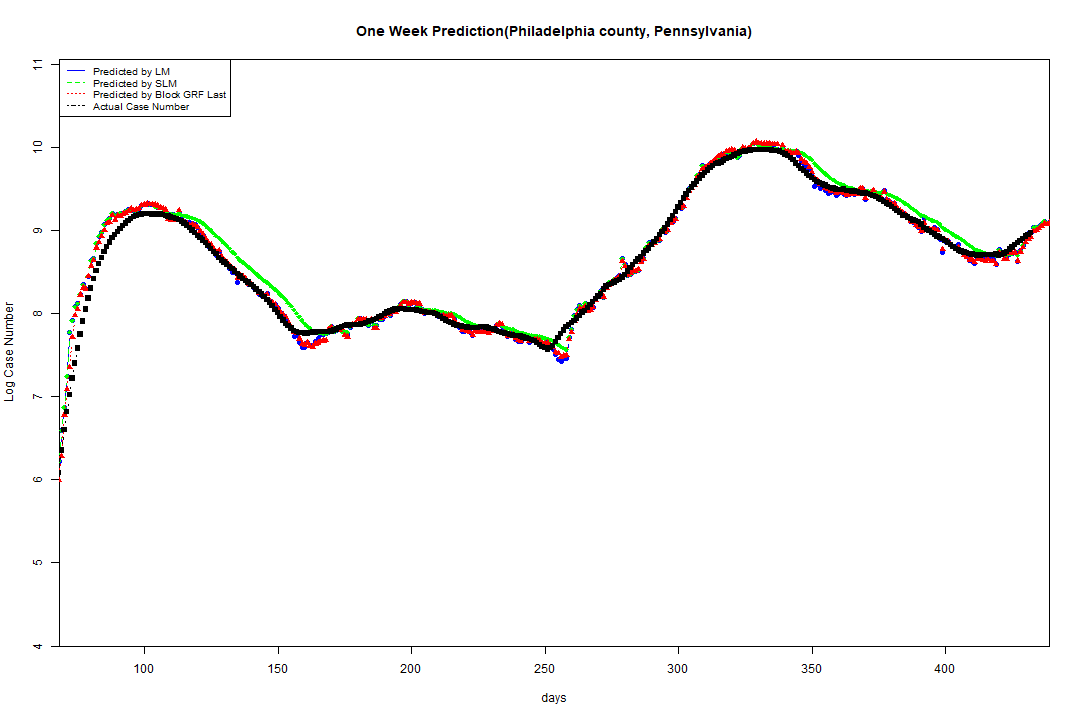 One Week Prediction(Philadelphia county, Pennsylvania)
Predicted by LM
Predicted by SLM
Predicted by Block GRF Last
Actual Case Number
Log Case Number
11
10
9
8
7
6
5
4
100
150
200
250
300
350
400
days